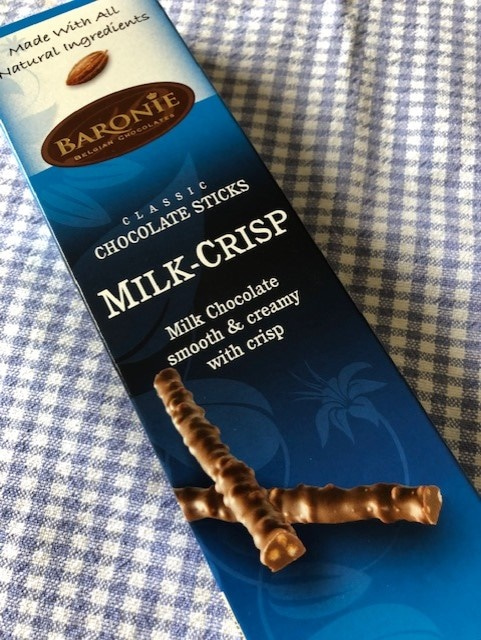 Made With All
Natural Ingredients
BARONIE
BELGIAN CHOCOLATES
CLASSIC
CHOCOLATE STICKS
MILK-CRISP
Milk Chocolate
smooth & creamy
with crisp